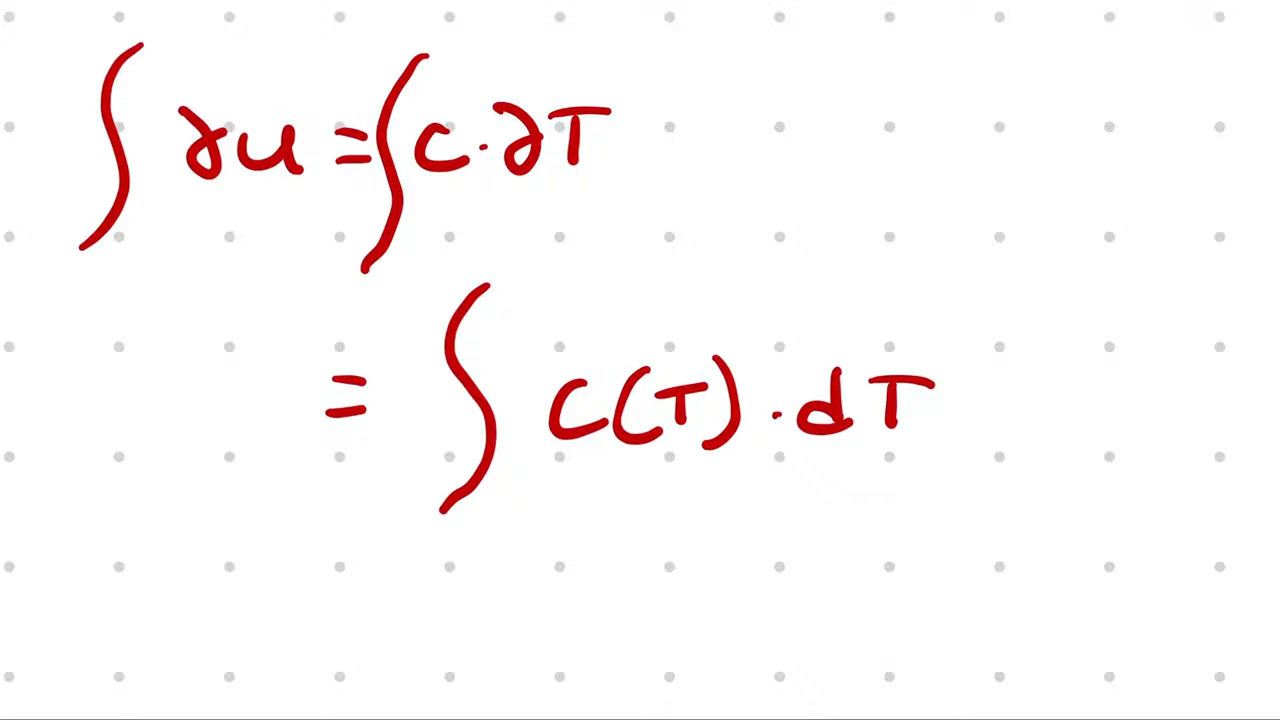 ∫ ∂u = ∫ C · ∂T
= ∫ C(T) · dT